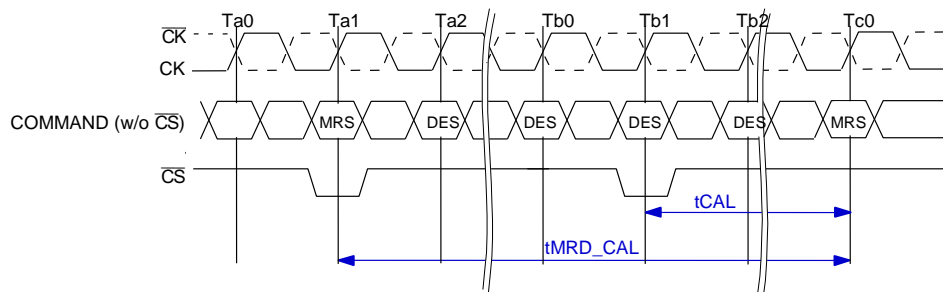 Ta0 Ta1 Ta2 Tb0 Tb1 Tb2 Tc0
CK
CK
COMMAND (w/o CS) MRS DES DES DES DES MRS
CS
tCAL
tMRD_CAL